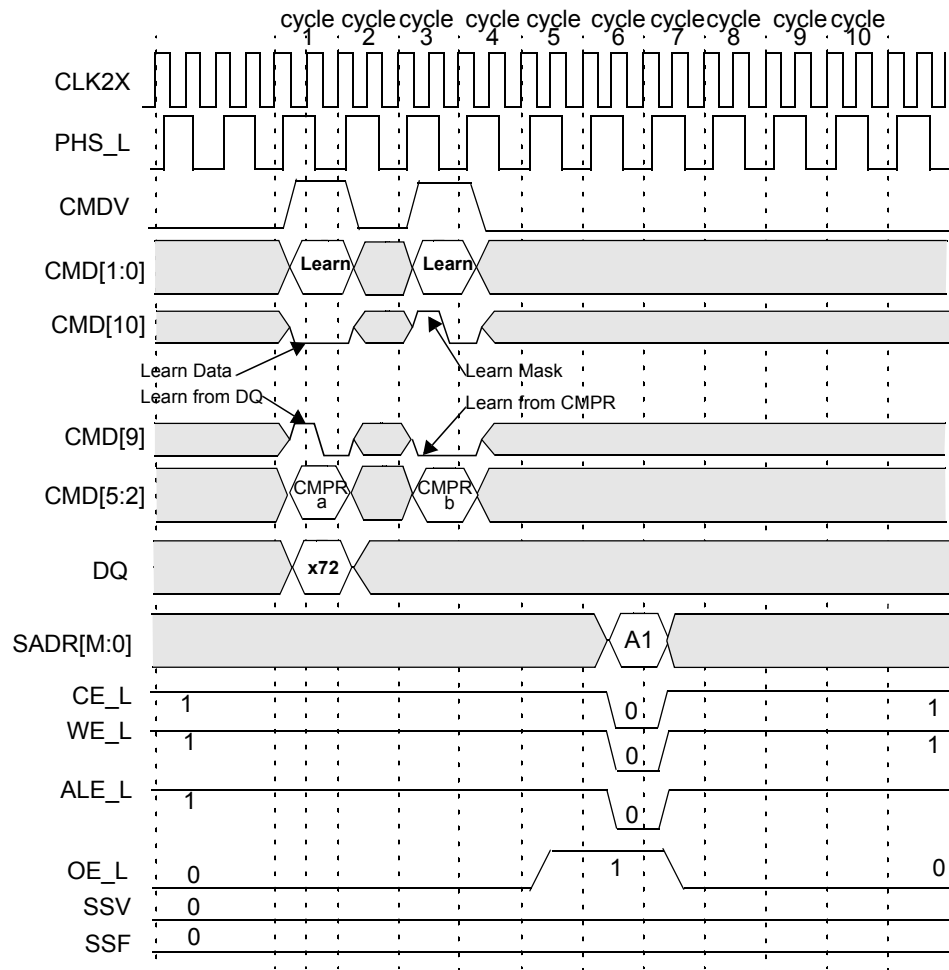 cycle cycle cycle cycle cycle cycle cycle cycle cycle cycle
1 2 3 4 5 6 7 8 9 10
CLK2X
PHS_L
CMDV
CMD[1:0] Learn Learn
CMD[10]
Learn Data Learn Mask
Learn from DQ Learn from CMPR
CMD[9]
CMD[5:2] CMPR a CMPR b
DQ x72
SADR[M:0] A1
CE_L 1 0 1
WE_L 1 0 1
ALE_L 1 0
OE_L 0 1 0
SSV 0
SSF 0